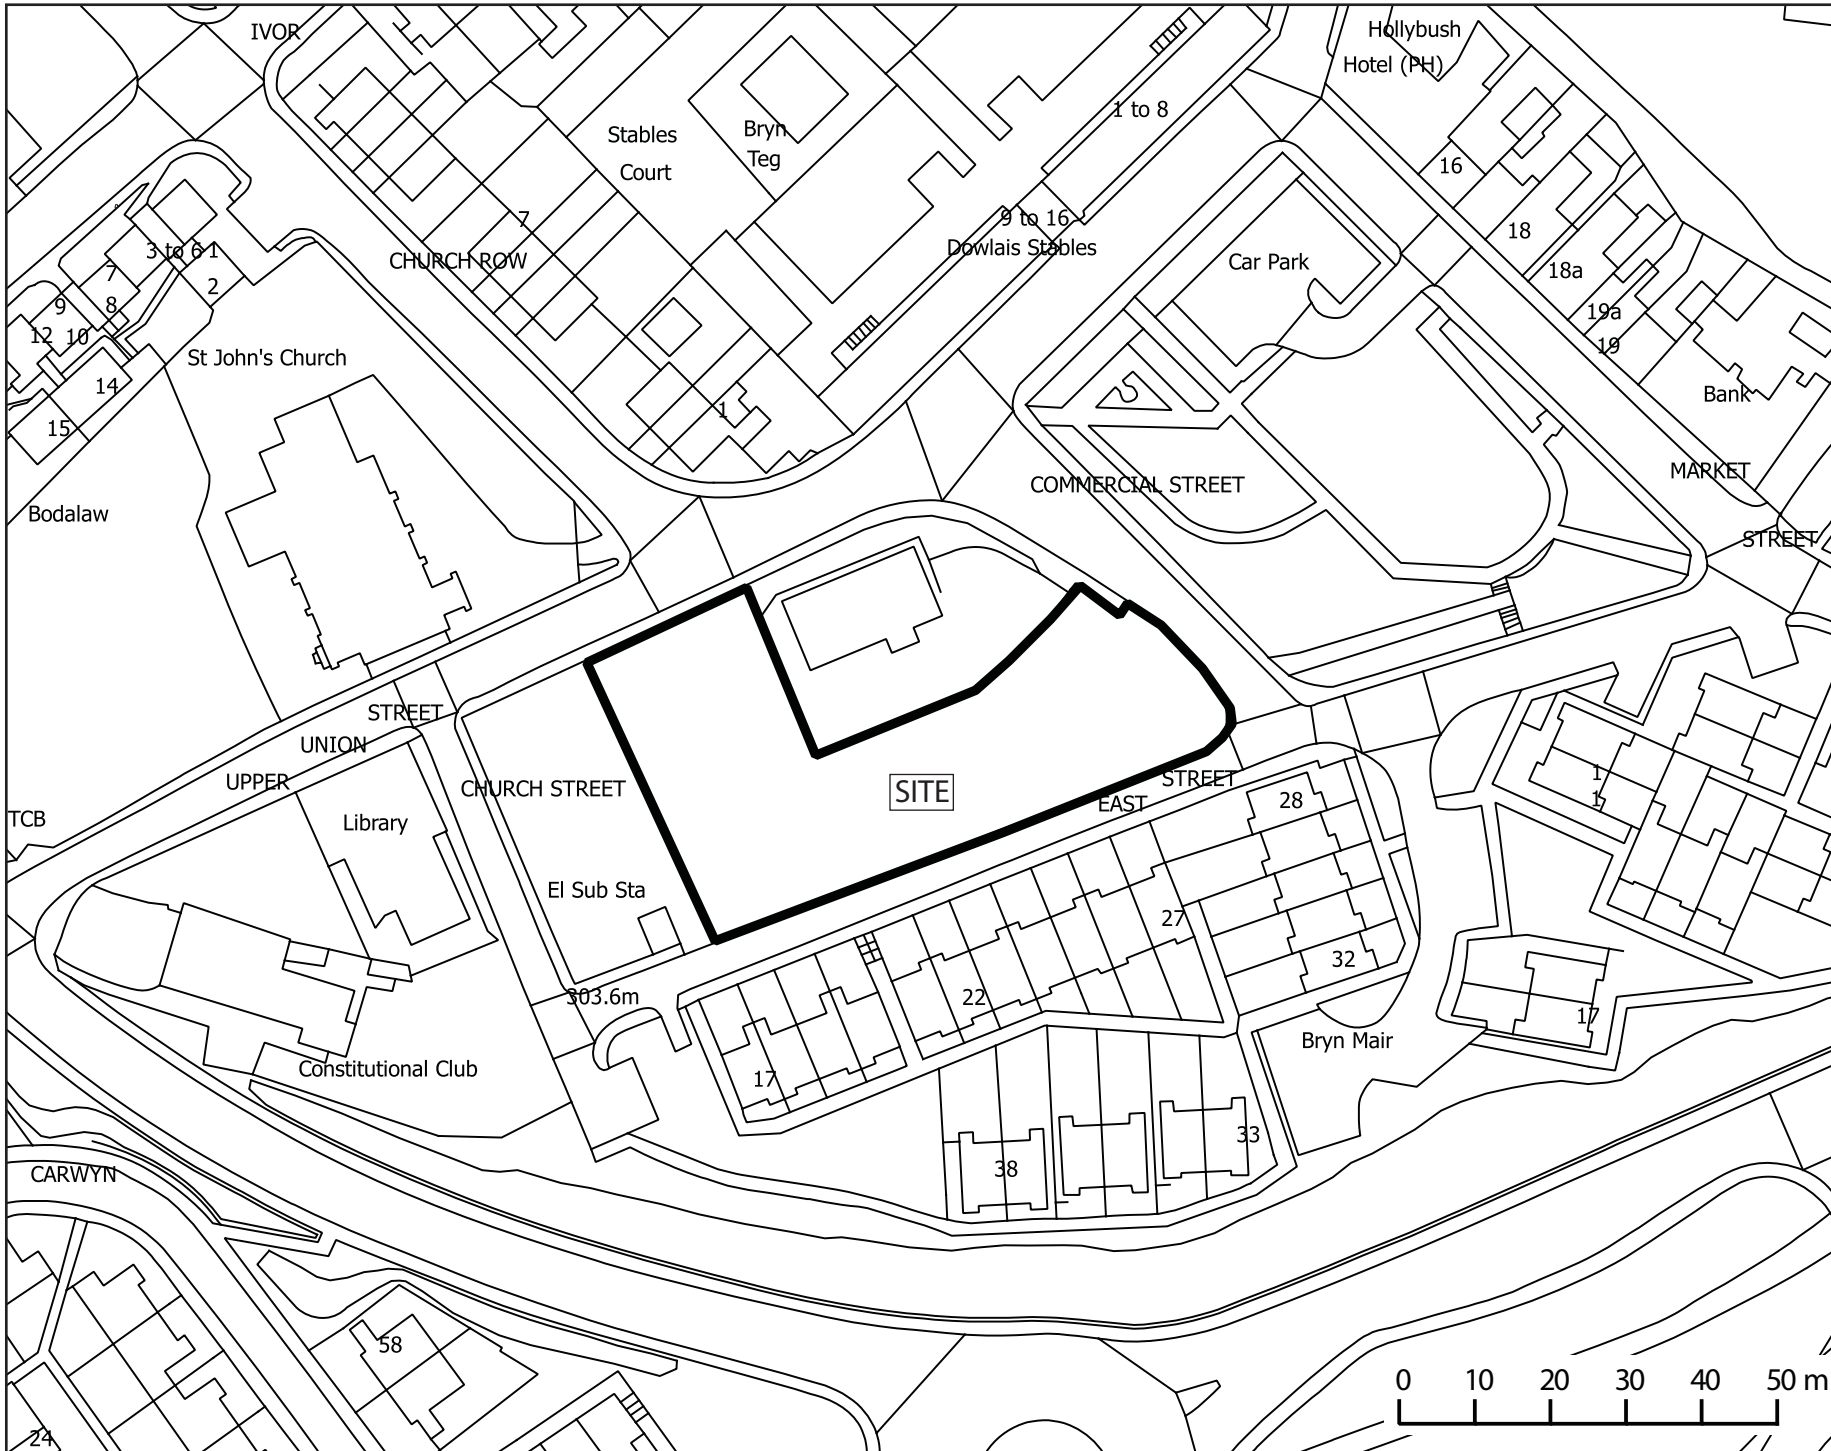 IVOR
Hollybush
Hotel (PH)
Stables
Court
Bryn
Teg
1 to 8
16
7
9 to 16
Dowlais Stables
CHURCH ROW
Car Park
18
18a
3 to 6
1
7
2
8
9
12
10
19a
19
St John's Church
14
15
1
Bank
MARKET
STREET
COMMERCIAL STREET
Bodalaw
STREET
UNION
UPPER
CHURCH STREET
SITE
STREET
EAST
28
1
1
TCB
Library
El Sub Sta
27
22
32
303.6m
17
Bryn Mair
Constitutional Club
17
33
38
CARWYN
58
24
0 10 20 30 40 50 m